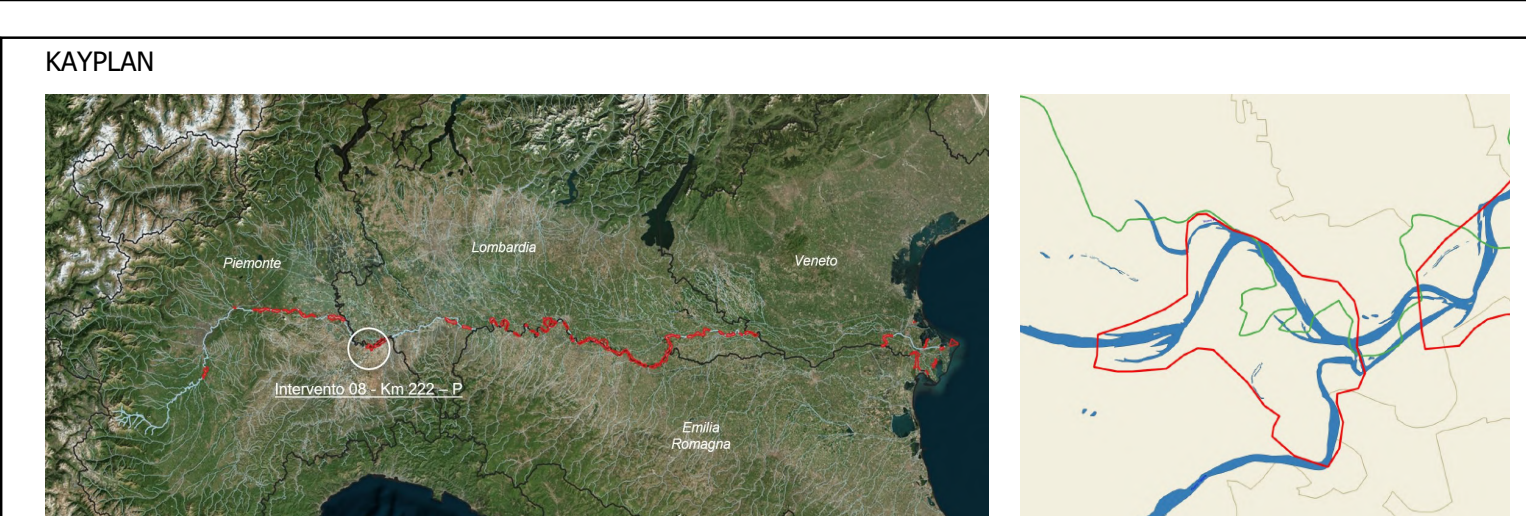 KAYPLAN
Lombardia
Piemonte
Veneto
Intervento 08 - Km 222 – P
Emilia
Romagna